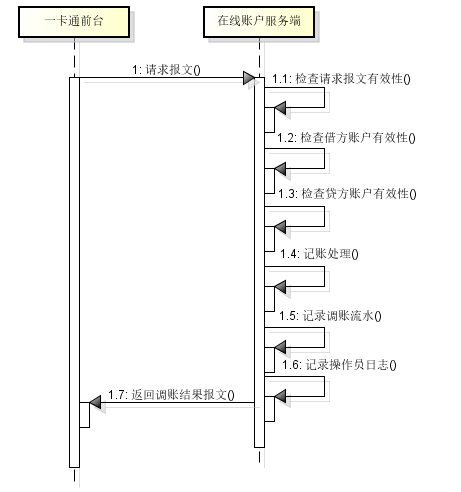 一卡通前台
在线账户服务端
1: 请求报文()
1.1: 检查请求报文有效性()
1.2: 检查借方账户有效性()
1.3: 检查贷方账户有效性()
1.4: 记账处理()
1.5: 记录调账流水()
1.6: 记录操作员日志()
1.7: 返回调账结果报文()